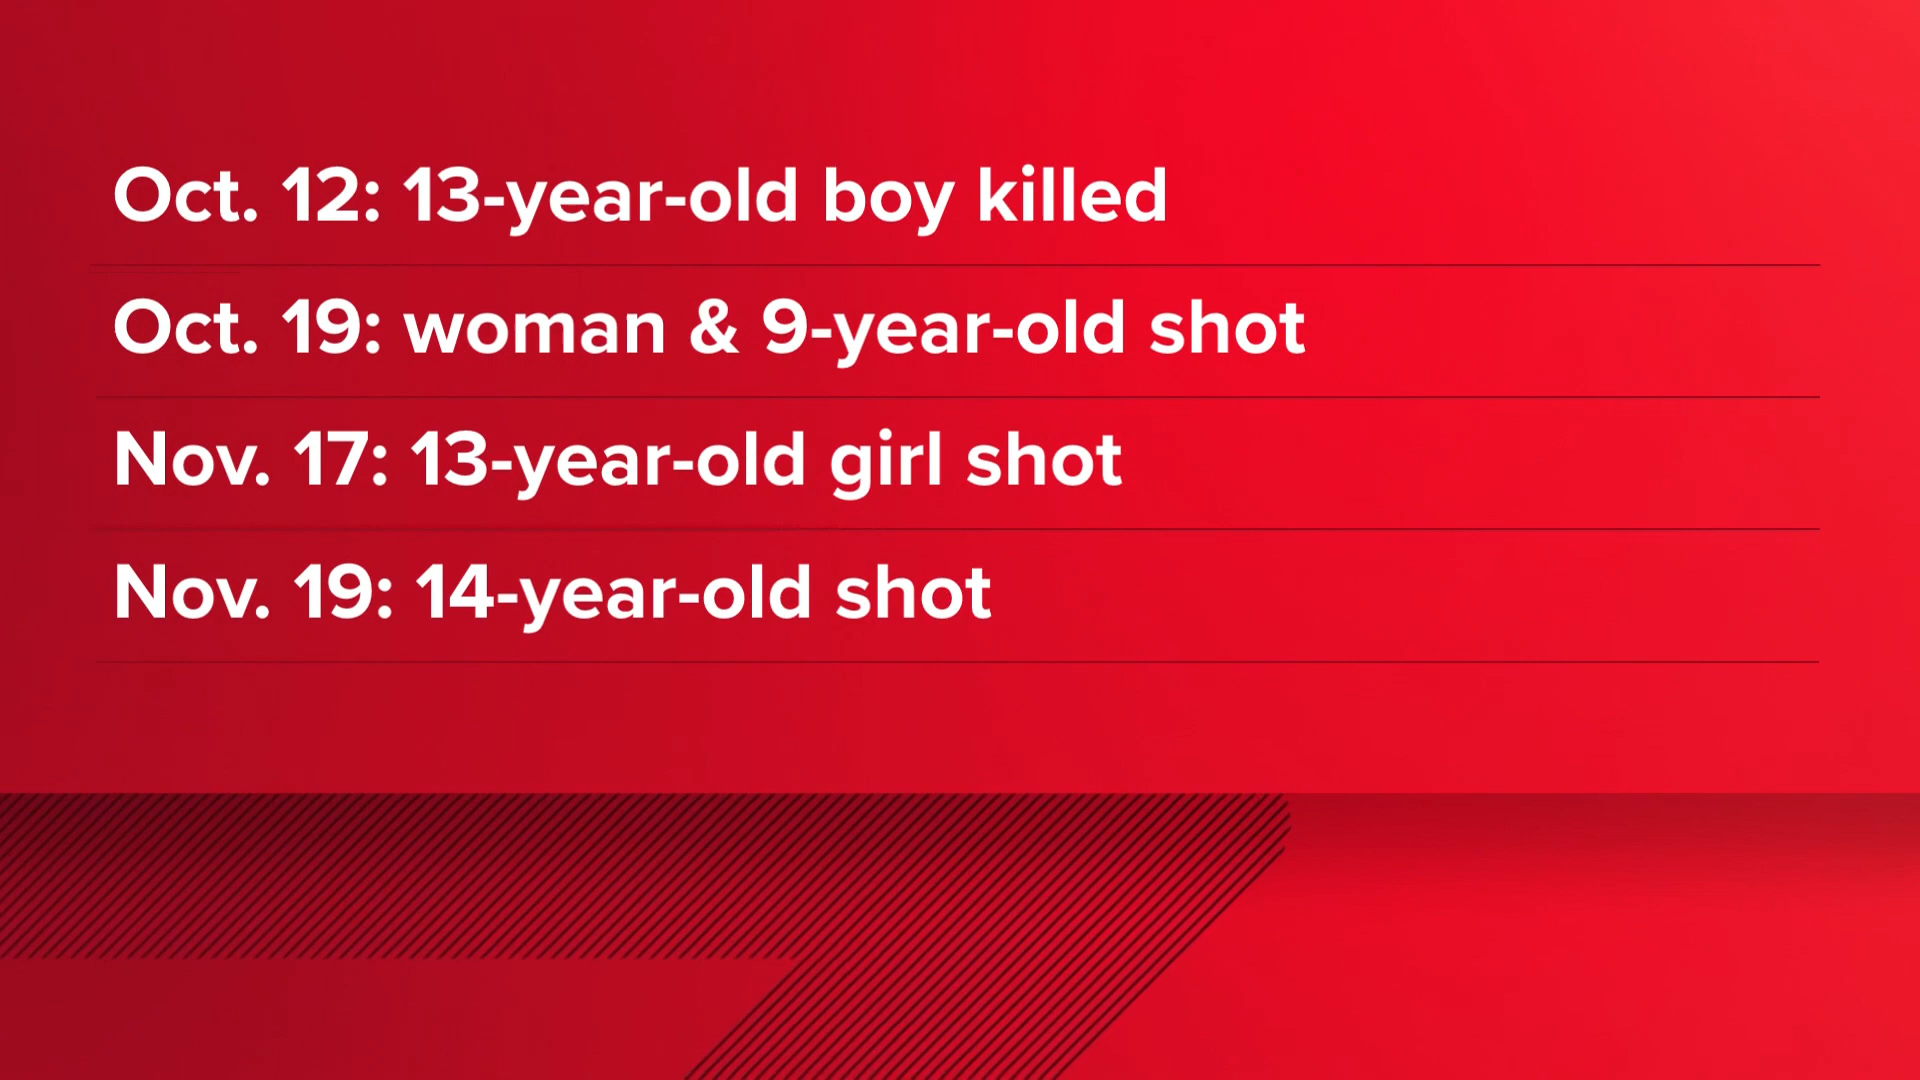 Oct. 12: 13-year-old boy killed
Oct. 19: woman & 9-year-old shot
Nov. 17: 13-year-old girl shot
Nov. 19: 14-year-old shot